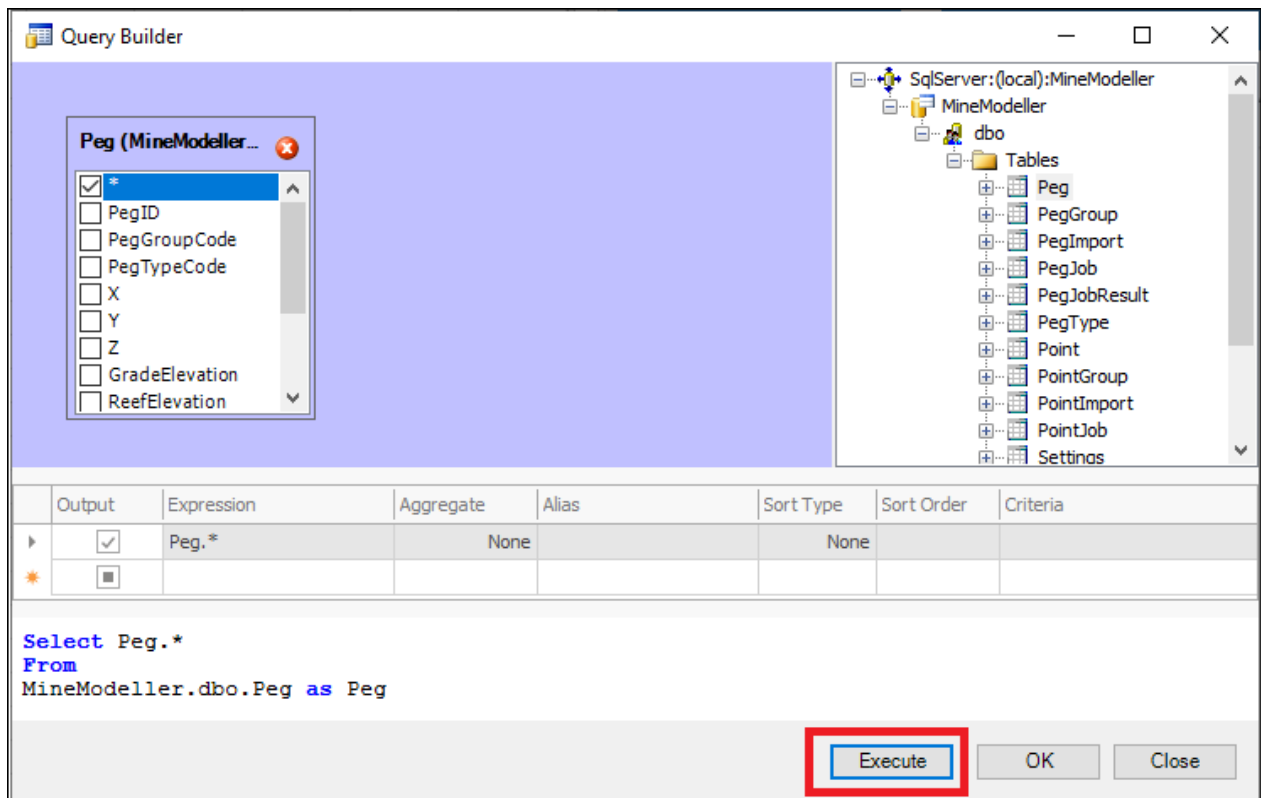 Query Builder
Peg (MineModeller...
*
PegID
PegGroupCode
PegTypeCode
X
Y
Z
GradeElevation
ReefElevation
SqlServer:(local):MineModeller
MineModeller
dbo
Tables
Peg
PegGroup
PegImport
PegJob
PegJobResult
PegType
Point
PointGroup
PointImport
PointJob
Settings
Output Expression Aggregate Alias Sort Type Sort Order Criteria
Peg.* None None
Select Peg.*
From
MineModeller.dbo.Peg as Peg
Execute OK Close